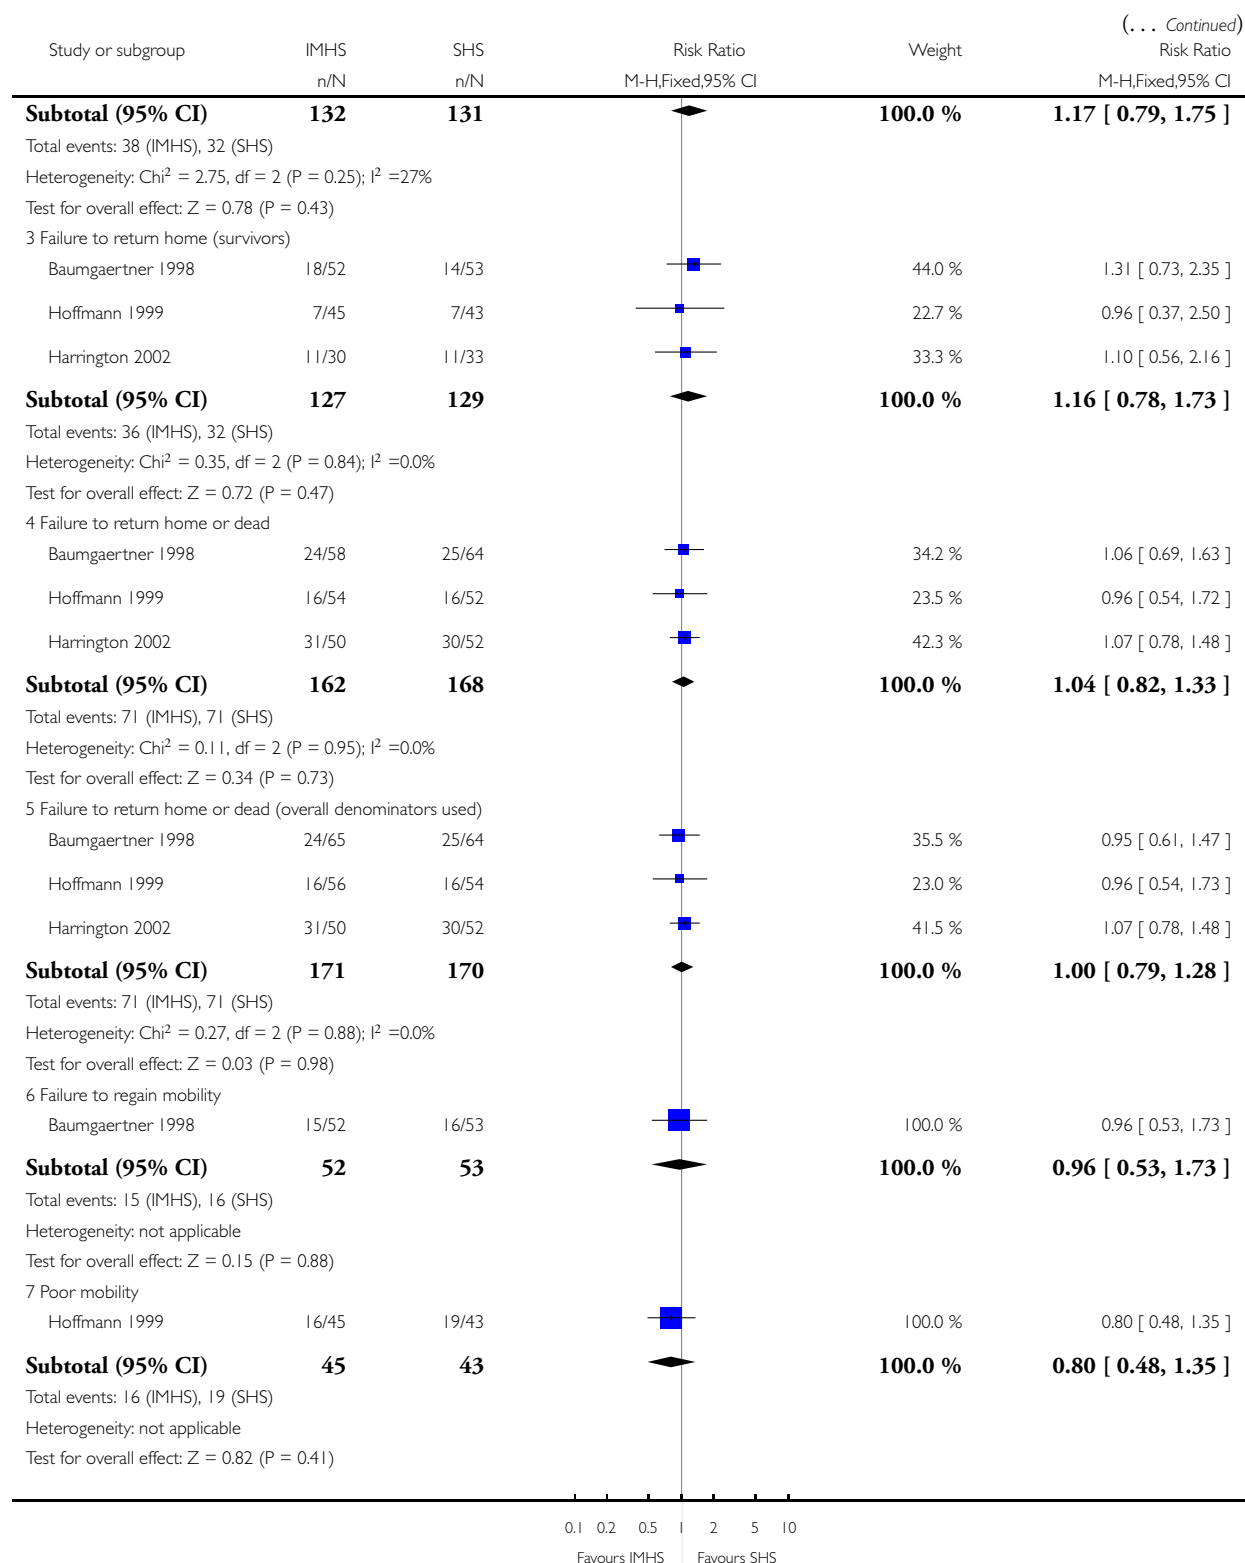 (... Continued)
Study or subgroup IMHS SHS Risk Ratio Weight Risk Ratio
n/N n/N M-H,Fixed,95% CI M-H,Fixed,95% CI
Subtotal (95% CI) 132 131 100.0 % 1.17 [ 0.79, 1.75 ]
Total events: 38 (IMHS), 32 (SHS)
Heterogeneity: Chi² = 2.75, df = 2 (P = 0.25); I² =27%
Test for overall effect: Z = 0.78 (P = 0.43)
3 Failure to return home (survivors)
Baumgaertner 1998 18/52 14/53 44.0 % 1.31 [ 0.73, 2.35 ]
Hoffmann 1999 7/45 7/43 22.7 % 0.96 [ 0.37, 2.50 ]
Harrington 2002 11/30 11/33 33.3 % 1.10 [ 0.56, 2.16 ]
Subtotal (95% CI) 127 129 100.0 % 1.16 [ 0.78, 1.73 ]
Total events: 36 (IMHS), 32 (SHS)
Heterogeneity: Chi² = 0.35, df = 2 (P = 0.84); I² =0.0%
Test for overall effect: Z = 0.72 (P = 0.47)
4 Failure to return home or dead
Baumgaertner 1998 24/58 25/64 34.2 % 1.06 [ 0.69, 1.63 ]
Hoffmann 1999 16/54 16/52 23.5 % 0.96 [ 0.54, 1.72 ]
Harrington 2002 31/50 30/52 42.3 % 1.07 [ 0.78, 1.48 ]
Subtotal (95% CI) 162 168 100.0 % 1.04 [ 0.82, 1.33 ]
Total events: 71 (IMHS), 71 (SHS)
Heterogeneity: Chi² = 0.11, df = 2 (P = 0.95); I² =0.0%
Test for overall effect: Z = 0.34 (P = 0.73)
5 Failure to return home or dead (overall denominators used)
Baumgaertner 1998 24/65 25/64 35.5 % 0.95 [ 0.61, 1.47 ]
Hoffmann 1999 16/56 16/54 23.0 % 0.96 [ 0.54, 1.73 ]
Harrington 2002 31/50 30/52 41.5 % 1.07 [ 0.78, 1.48 ]
Subtotal (95% CI) 171 170 100.0 % 1.00 [ 0.79, 1.28 ]
Total events: 71 (IMHS), 71 (SHS)
Heterogeneity: Chi² = 0.27, df = 2 (P = 0.88); I² =0.0%
Test for overall effect: Z = 0.03 (P = 0.98)
6 Failure to regain mobility
Baumgaertner 1998 15/52 16/53 100.0 % 0.96 [ 0.53, 1.73 ]
Subtotal (95% CI) 52 53 100.0 % 0.96 [ 0.53, 1.73 ]
Total events: 15 (IMHS), 16 (SHS)
Heterogeneity: not applicable
Test for overall effect: Z = 0.15 (P = 0.88)
7 Poor mobility
Hoffmann 1999 16/45 19/43 100.0 % 0.80 [ 0.48, 1.35 ]
Subtotal (95% CI) 45 43 100.0 % 0.80 [ 0.48, 1.35 ]
Total events: 16 (IMHS), 19 (SHS)
Heterogeneity: not applicable
Test for overall effect: Z = 0.82 (P = 0.41)
0.1 0.2 0.5 1 2 5 10
Favours IMHS Favours SHS